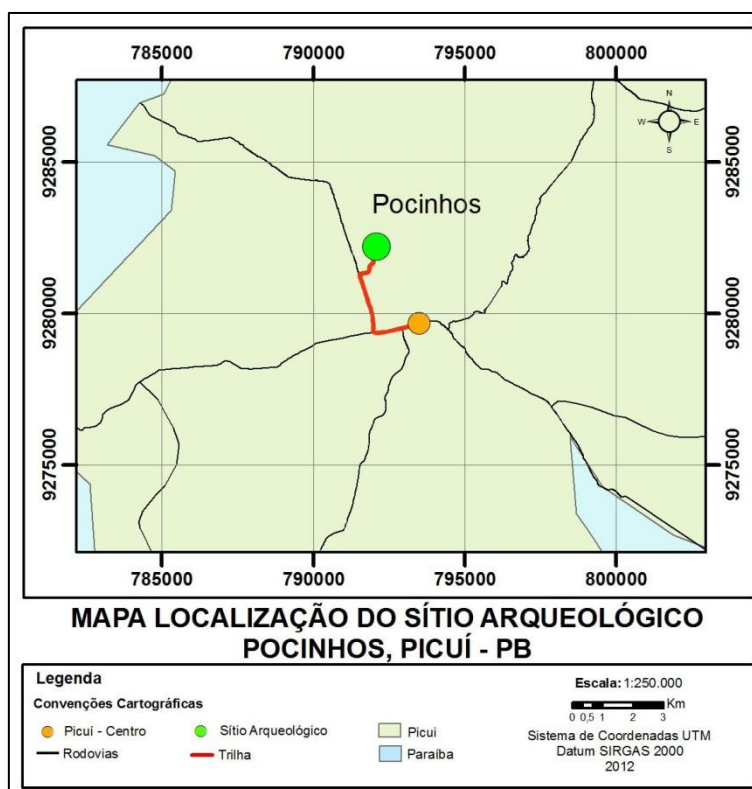 785000 790000 795000 800000
N
W E
S
9285000 9285000
Pocinhos
9280000 9280000
9275000 9275000
785000 790000 795000 800000
MAPA LOCALIZAÇÃO DO SÍTIO ARQUEOLÓGICO
POCINHOS, PICUÍ - PB
Legenda
Convenções Cartográficas
Picuí - Centro
Sítio Arqueológico
Picui
Rodovias
Trilha
Paraíba
Escala: 1:250.000
0 0,5 1 2 3 Km
Sistema de Coordenadas UTM
Datum SIRGAS 2000
2012